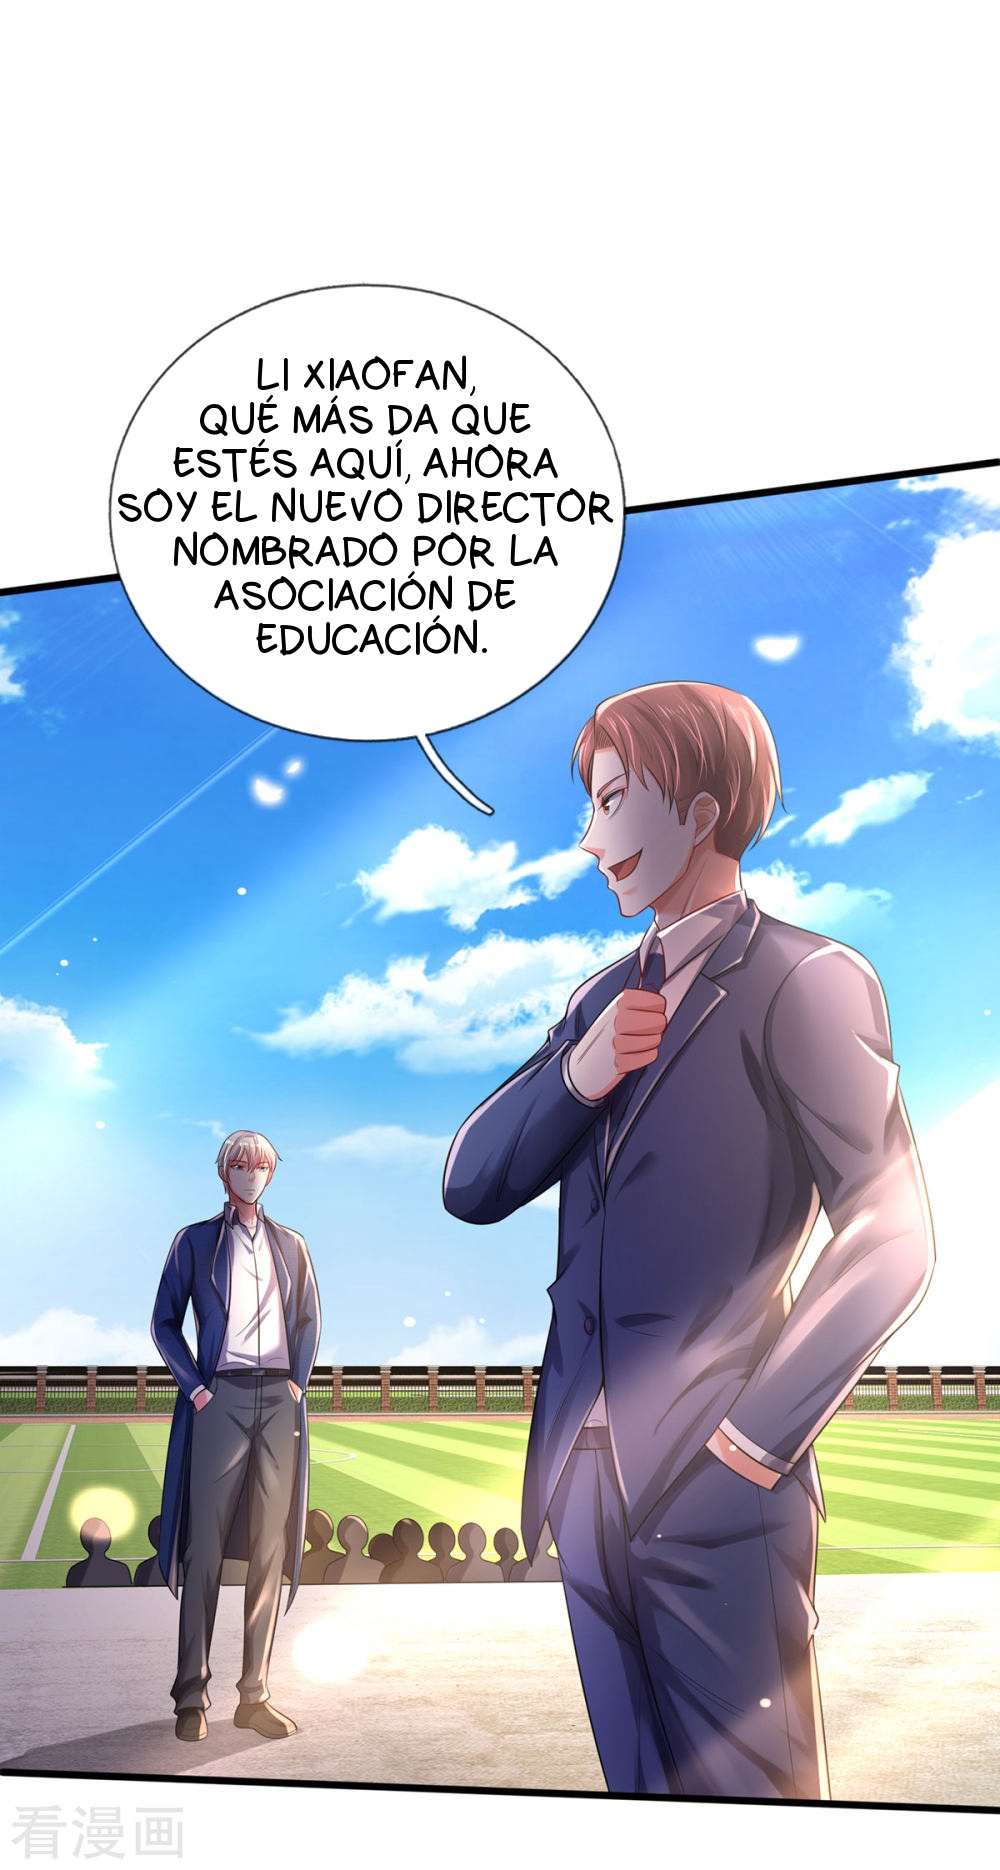 LI XIAOFAN,
QUÉ MÁS DA QUE
ESTÉS AQUÍ, AHORA
SOY EL NUEVO DIRECTOR
NOMBRADO POR LA
ASOCIACIÓN DE
EDUCACIÓN.
看漫画